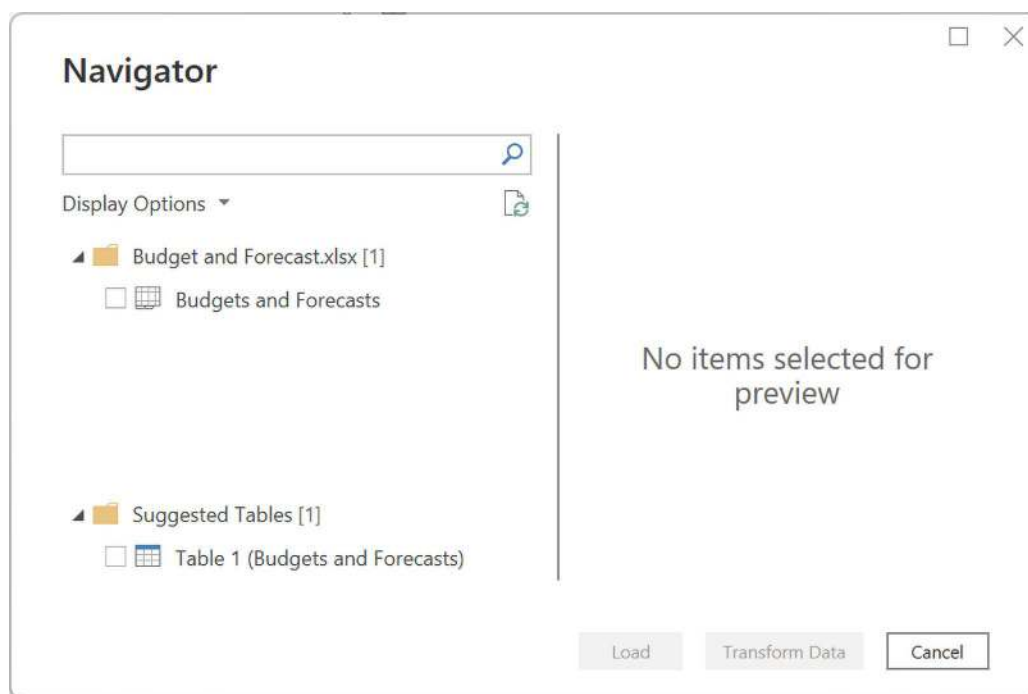 Navigator
Display Options
Budget and Forecast.xlsx [1]
Budgets and Forecasts
Suggested Tables [1]
Table 1 (Budgets and Forecasts)
No items selected for
preview
Load
Transform Data
Cancel